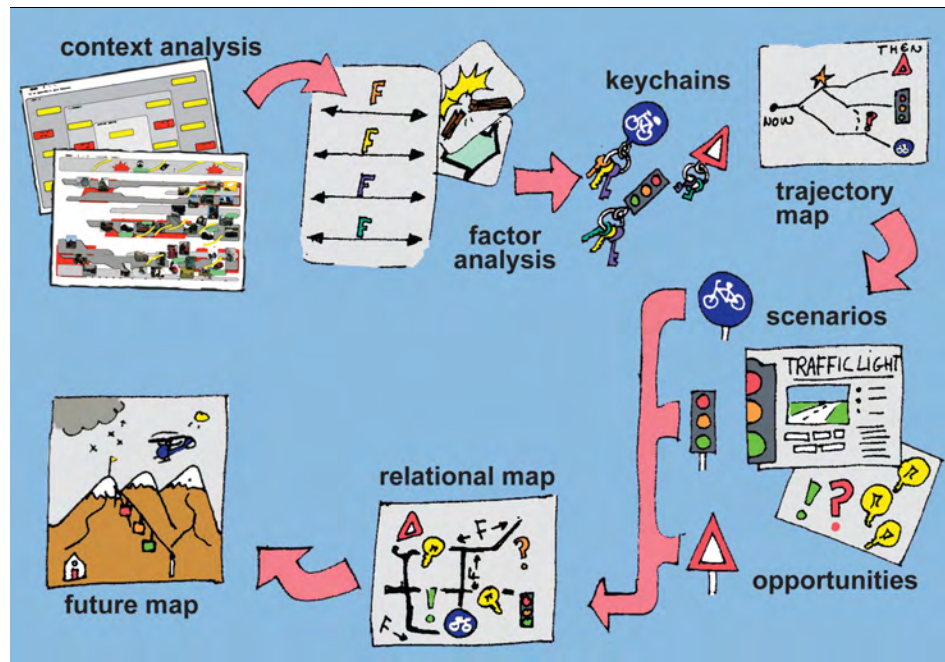 context analysis
F
F
F
F
factor
analysis
keychains
THEN
NOW
?
trajectory
map
scenarios
TRAFFIC LIGHT
! ?
opportunities
relational map
F
?
F
!
F
future map